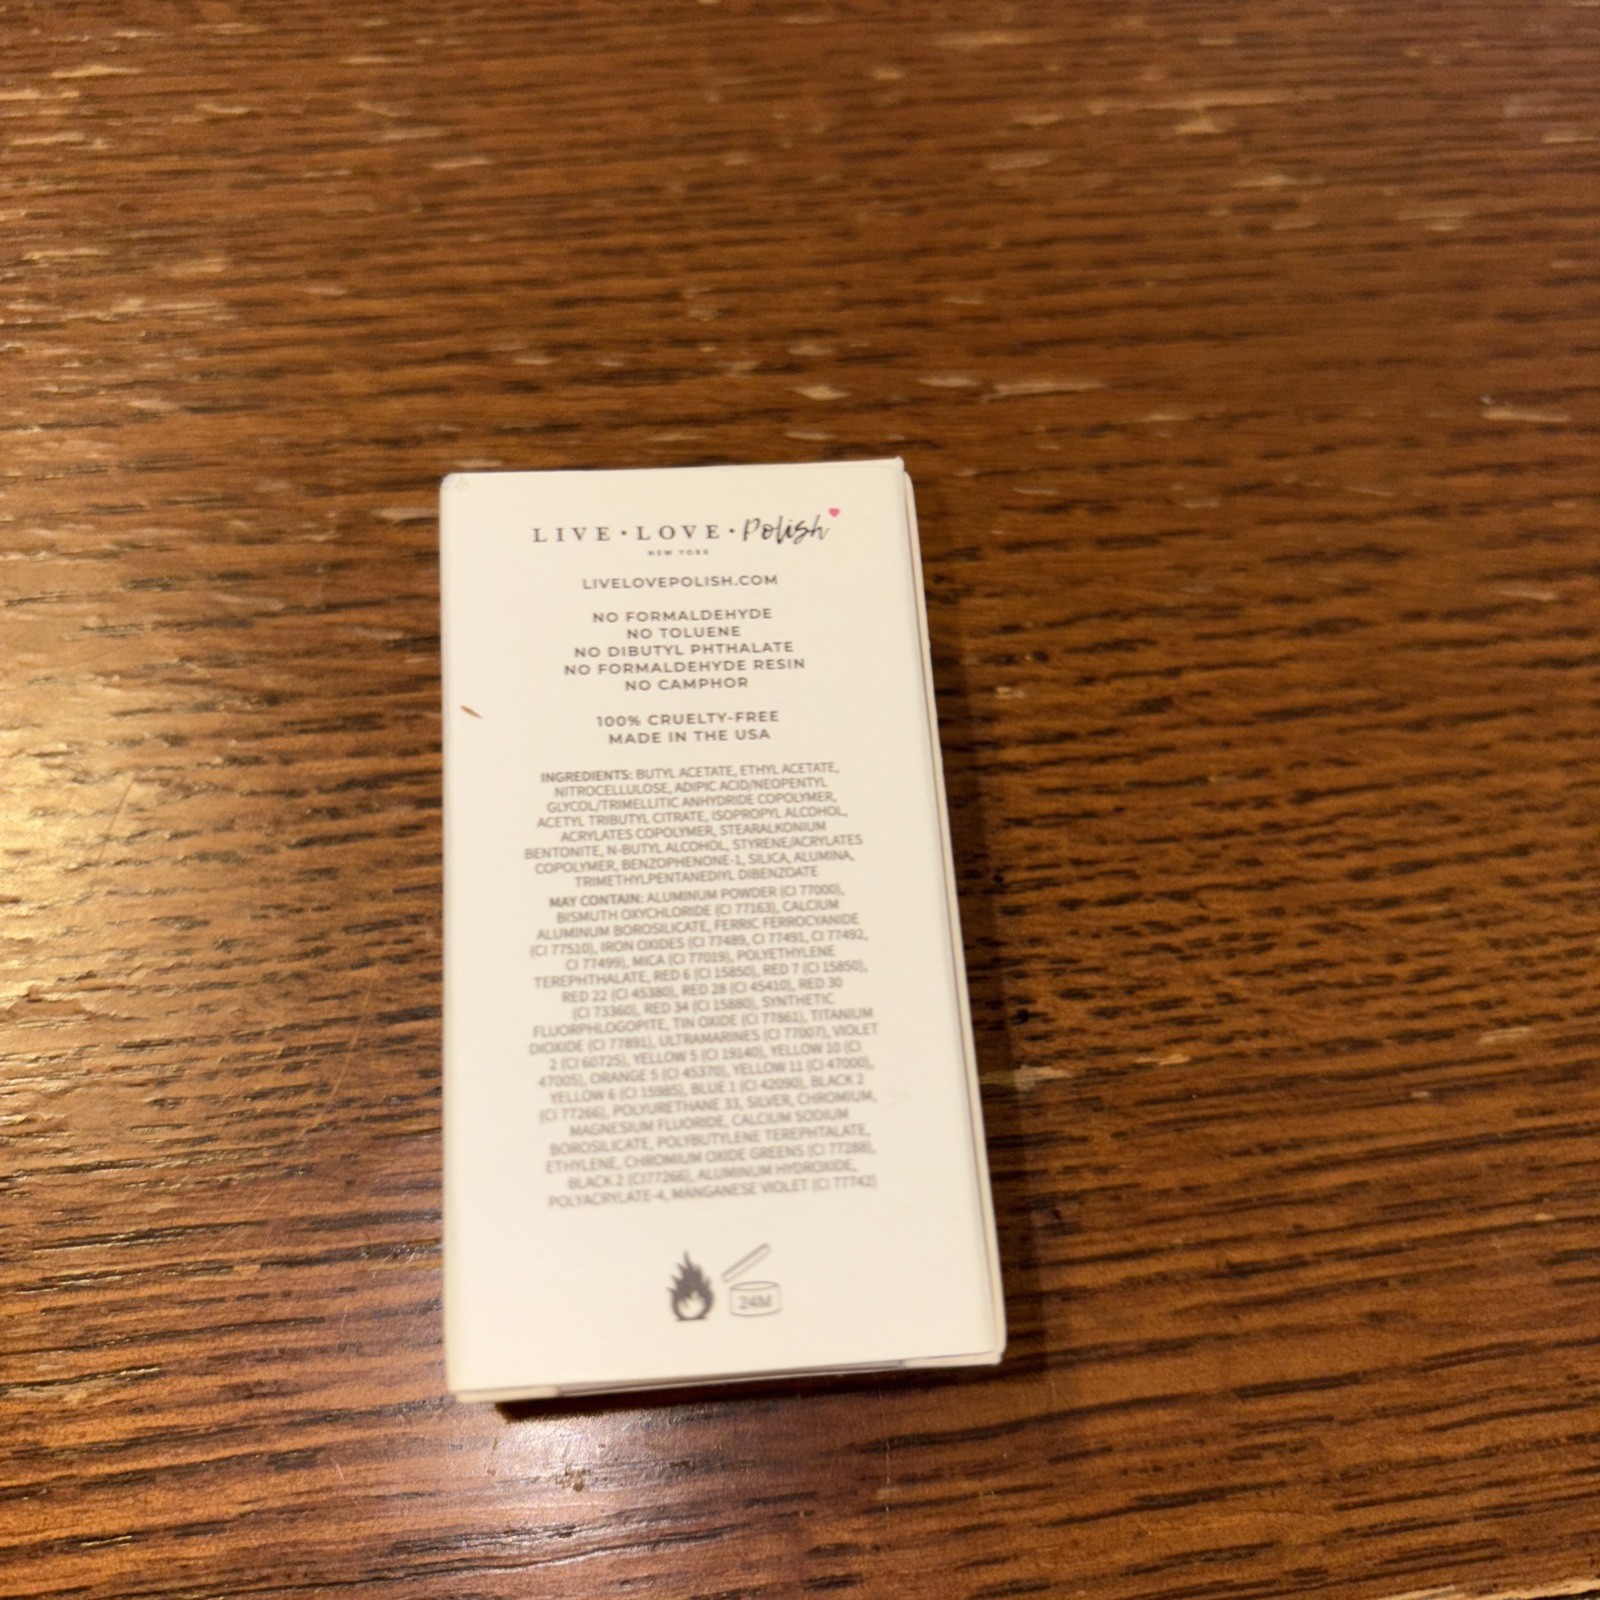 LIVE • LOVE • Polish
NEW YORK
LIVELOVEPOLISH.COM
NO FORMALDEHYDE
NO TOLUENE
NO DIBUTYL PHTHALATE
NO FORMALDEHYDE RESIN
NO CAMPHOR
100% CRUELTY-FREE
MADE IN THE USA
INGREDIENTS: BUTYL ACETATE, ETHYL ACETATE,
NITROCELLULOSE, ADIPIC ACID/NEOPENTYL
GLYCOL/TRIMELLITIC ANHYDRIDE COPOLYMER,
ACETYL TRIBUTYL CITRATE, ISOPROPYL ALCOHOL,
ACRYLATES COPOLYMER, STEARALKONIUM
BENTONITE, N-BUTYL ALCOHOL, STYRENE/ACRYLATES
COPOLYMER, BENZOPHENONE-1, SILICA, ALUMINA,
TRIMETHYLPENTANEDIYL DIBENZOATE
MAY CONTAIN: ALUMINUM POWDER (CI 77000),
BISMUTH OXYCHLORIDE (CI 77163), CALCIUM
ALUMINUM BOROSILICATE, FERRIC FERROCYANIDE
(CI 77510), IRON OXIDES (CI 77489, CI 77491, CI 77492,
CI 77499), MICA (CI 77019), POLYETHYLENE
TEREPHTHALATE, RED 6 (CI 15850), RED 7 (CI 15850),
RED 22 (CI 45380), RED 28 (CI 45410), RED 30
(CI 73360), RED 34 (CI 15880), SYNTHETIC
FLUORPHLOGOPITE, TIN OXIDE (CI 77861), TITANIUM
DIOXIDE (CI 77891), ULTRAMARINES (CI 77007), VIOLET
2 (CI 60725), YELLOW 5 (CI 19140), YELLOW 10 (CI
47005), ORANGE 5 (CI 45370), YELLOW 11 (CI 47000),
YELLOW 6 (CI 15985), BLUE 1 (CI 42090), BLACK 2
(CI 77266), POLYURETHANE 33, SILVER, CHROMIUM,
MAGNESIUM FLUORIDE, CALCIUM SODIUM
BOROSILICATE, POLYBUTYLENE TEREPHTALATE,
ETHYLENE, CHROMIUM OXIDE GREENS (CI 77288),
BLACK 2 (CI77266), ALUMINUM HYDROXIDE,
POLYACRYLATE-4, MANGANESE VIOLET (CI 77742)
24M